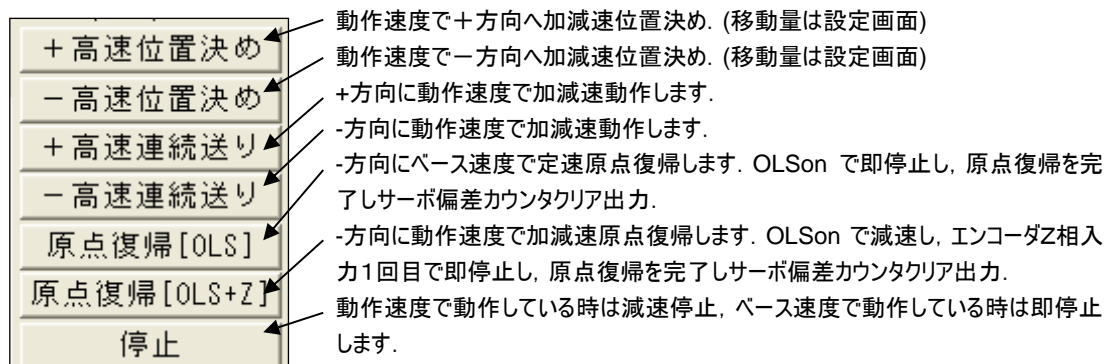 ＋高速位置決め
－高速位置決め
＋高速連続送り
－高速連続送り
原点復帰[OLS]
原点復帰[OLS+Z]
停止
動作速度で＋方向へ加減速位置決め. (移動量は設定画面)
動作速度で－方向へ加減速位置決め. (移動量は設定画面)
+方向に動作速度で加減速動作します.
-方向に動作速度で加減速動作します.
-方向にベース速度で定速原点復帰します. OLSon で即停止し, 原点復帰を完
了しサーボ偏差カウンタクリア出力.
-方向に動作速度で加減速原点復帰します. OLSon で減速し, エンコーダZ相入
力１回目で即停止し, 原点復帰を完了しサーボ偏差カウンタクリア出力.
動作速度で動作している時は減速停止, ベース速度で動作している時は即停止
します.